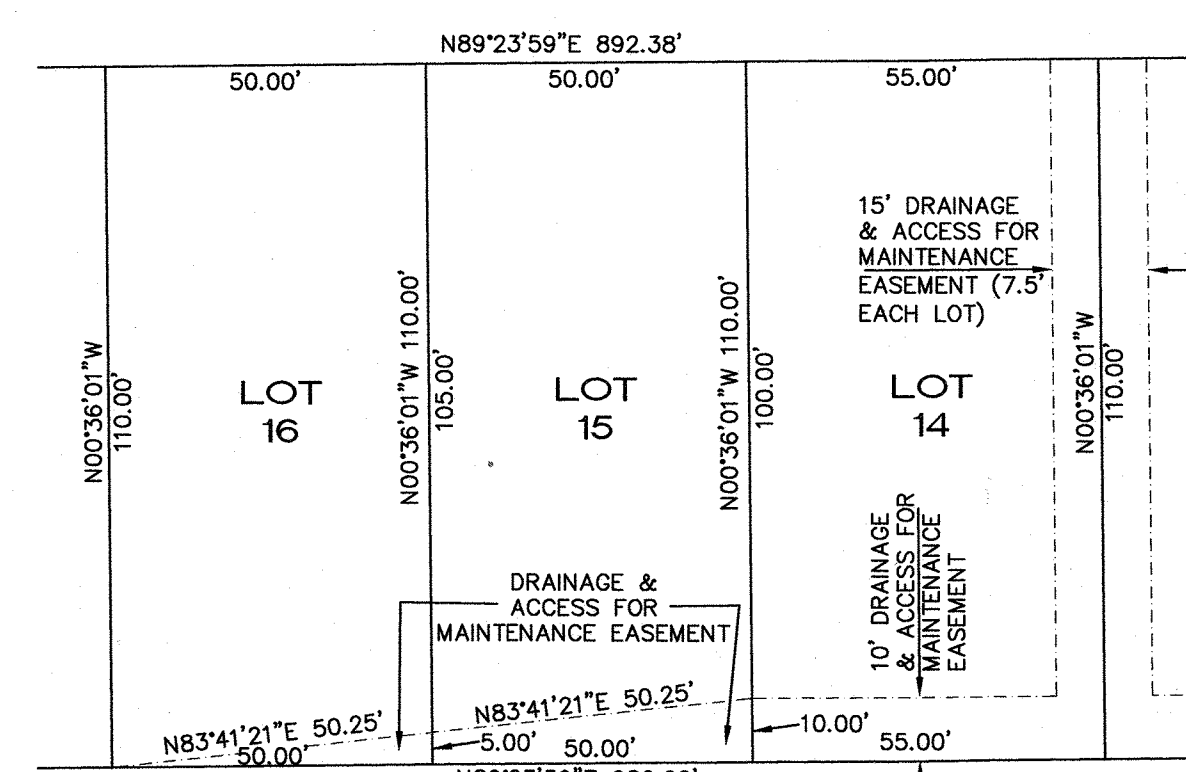 N89°23'59"E 892.38'
50.00'
50.00'
55.00'
15' DRAINAGE
& ACCESS FOR
MAINTENANCE
EASEMENT (7.5'
EACH LOT)
N00°36'01"W
110.00'
LOT
16
N00°36'01"W 110.00'
105.00'
LOT
15
N00°36'01"W 110.00'
100.00'
LOT
14
N00°36'01"W
110.00'
DRAINAGE &
ACCESS FOR
MAINTENANCE EASEMENT
10' DRAINAGE
& ACCESS FOR
MAINTENANCE
EASEMENT
N83°41'21"E 50.25'
50.00'
N83°41'21"E 50.25'
5.00'
50.00'
10.00'
55.00'